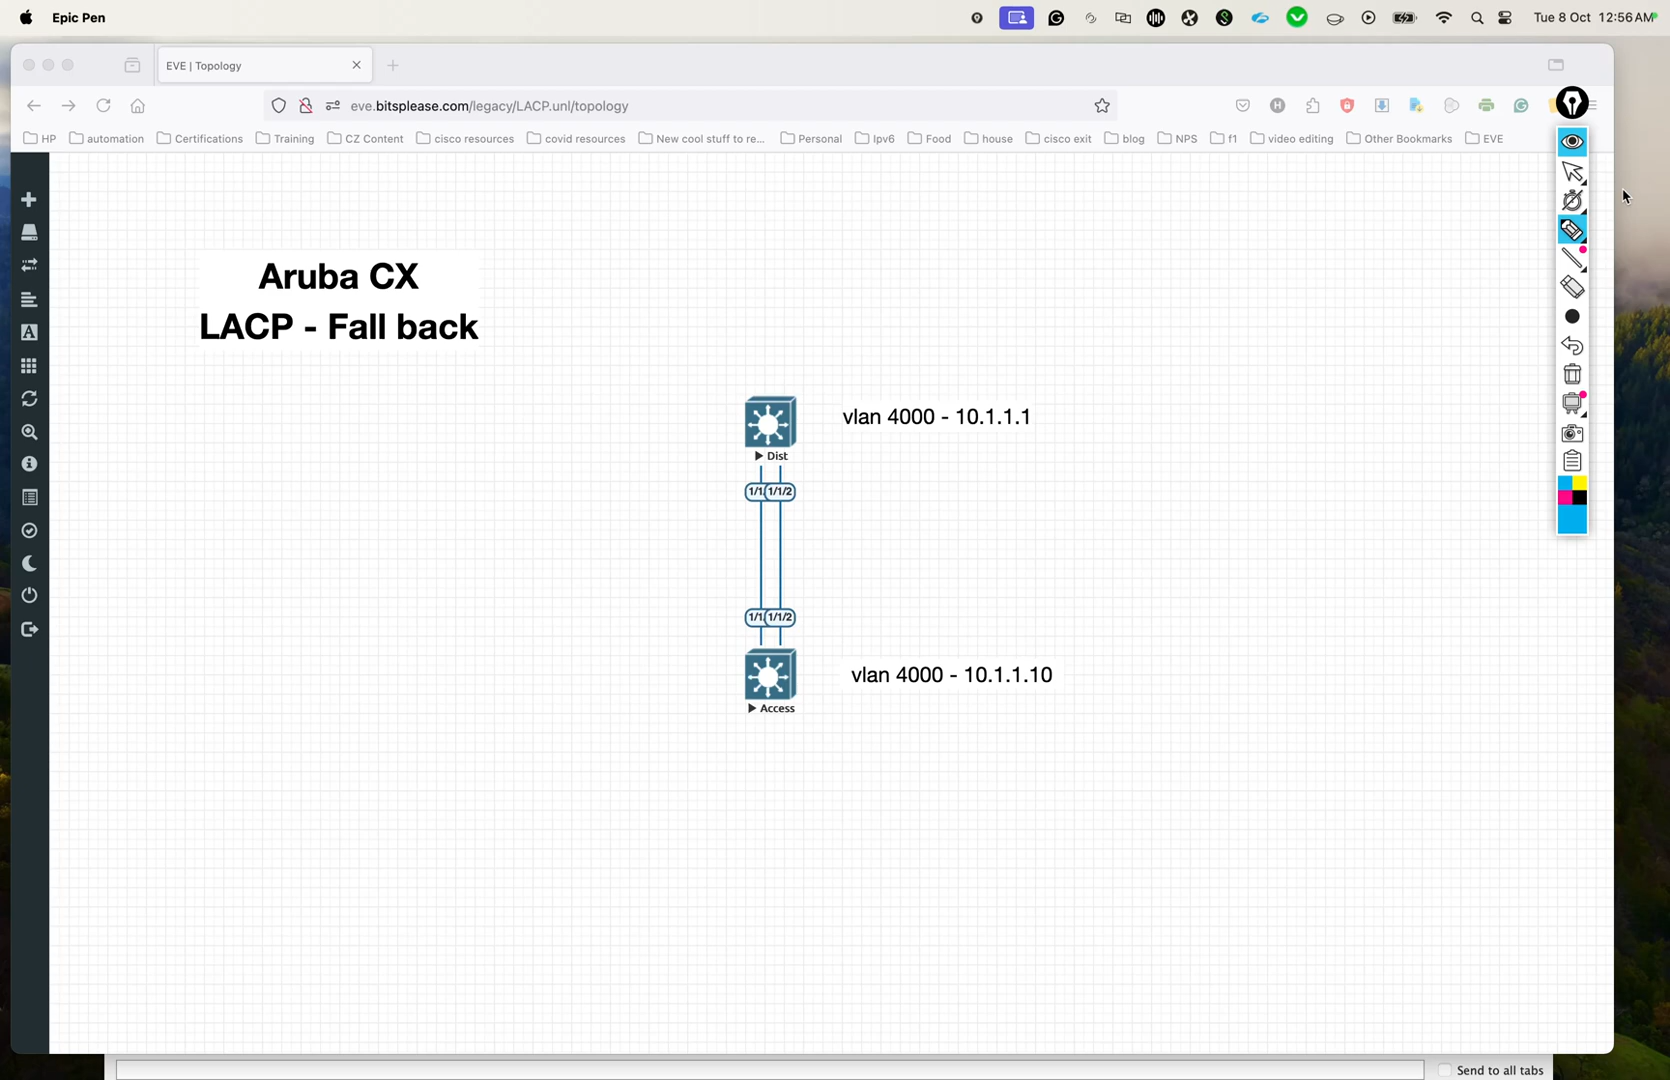 Epic Pen
Tue 8 Oct 12:56AM
EVE | Topology
eve.bitsplease.com/legacy/LACP.unl/topology
HP
automation
Certifications
Training
CZ Content
cisco resources
covid resources
New cool stuff to re...
Personal
Ipv6
Food
house
cisco exit
blog
NPS
f1
video editing
Other Bookmarks
EVE
Aruba CX
LACP - Fall back
vlan 4000 - 10.1.1.1
Dist
1/1/2
1/1/2
vlan 4000 - 10.1.1.10
Access
Send to all tabs